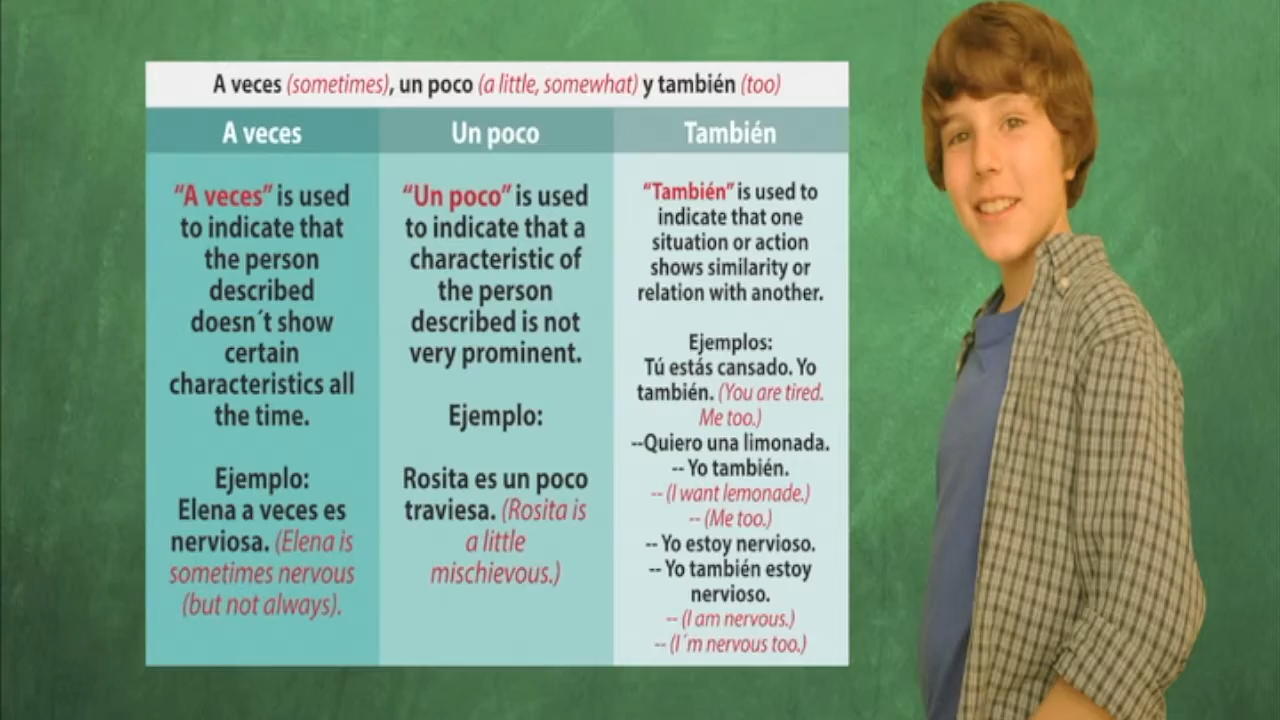 A veces (sometimes), un poco (a little, somewhat) y también (too)
A veces
“A veces” is used
to indicate that
the person
described
doesn´t show
certain
characteristics all
the time.
Ejemplo:
Elena a veces es
nerviosa. (Elena is
sometimes nervous
(but not always).
Un poco
“Un poco” is used
to indicate that a
characteristic of
the person
described is not
very prominent.
Ejemplo:
Rosita es un poco
traviesa. (Rosita is
a little
mischievous.)
También
“También” is used to
indicate that one
situation or action
shows similarity or
relation with another.
Ejemplos:
Tú estás cansado. Yo
también. (You are tired.
Me too.)
--Quiero una limonada.
-- Yo también.
-- (I want lemonade.)
-- (Me too.)
-- Yo estoy nervioso.
-- Yo también estoy
nervioso.
-- (I am nervous.)
-- (I´m nervous too.)